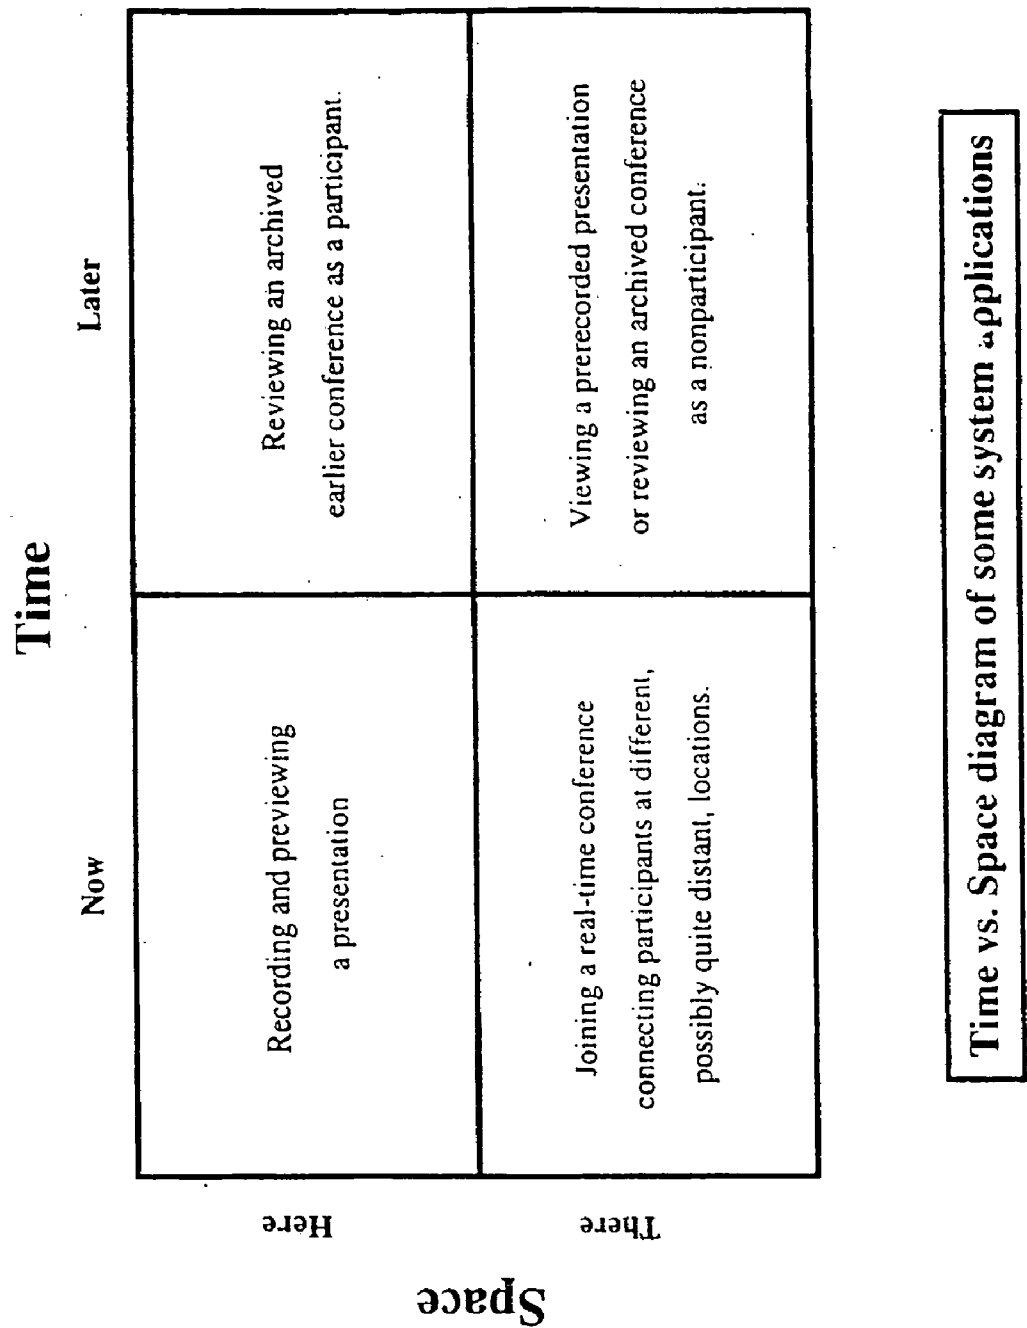 Time
Now
Later
Space
Here
Recording and previewing
a presentation
Reviewing an archived
earlier conference as a participant.
There
Joining a real-time conference
connecting participants at different,
possibly quite distant, locations.
Viewing a prerecorded presentation
or reviewing an archived conference
as a nonparticipant.
Time vs. Space diagram of some system applications